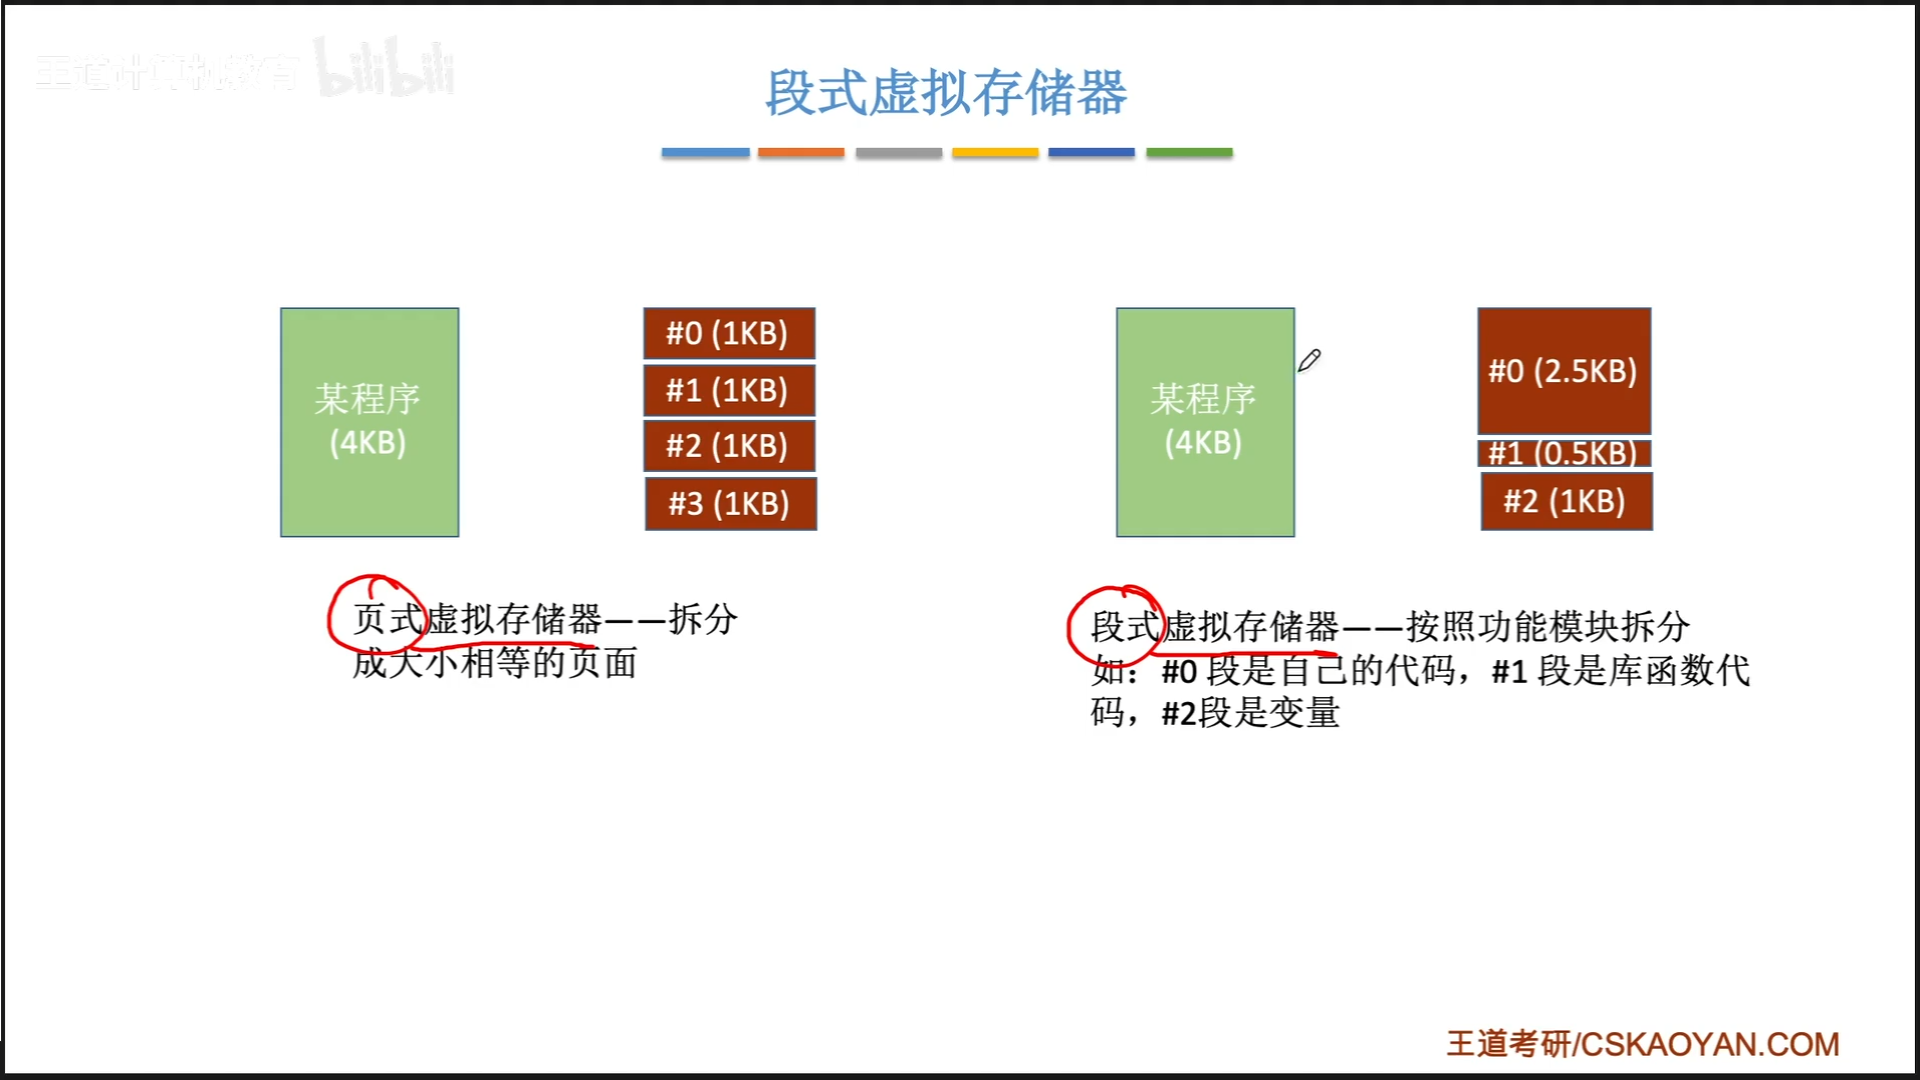 王道计算机教育 bilibili
段式虚拟存储器
某程序
(4KB)
#0 (1KB)
#1 (1KB)
#2 (1KB)
#3 (1KB)
页式虚拟存储器——拆分
成大小相等的页面
某程序
(4KB)
#0 (2.5KB)
#1 (0.5KB)
#2 (1KB)
段式虚拟存储器——按照功能模块拆分
如：#0 段是自己的代码，#1 段是库函数代
码，#2段是变量
王道考研/CSKAOYAN.COM